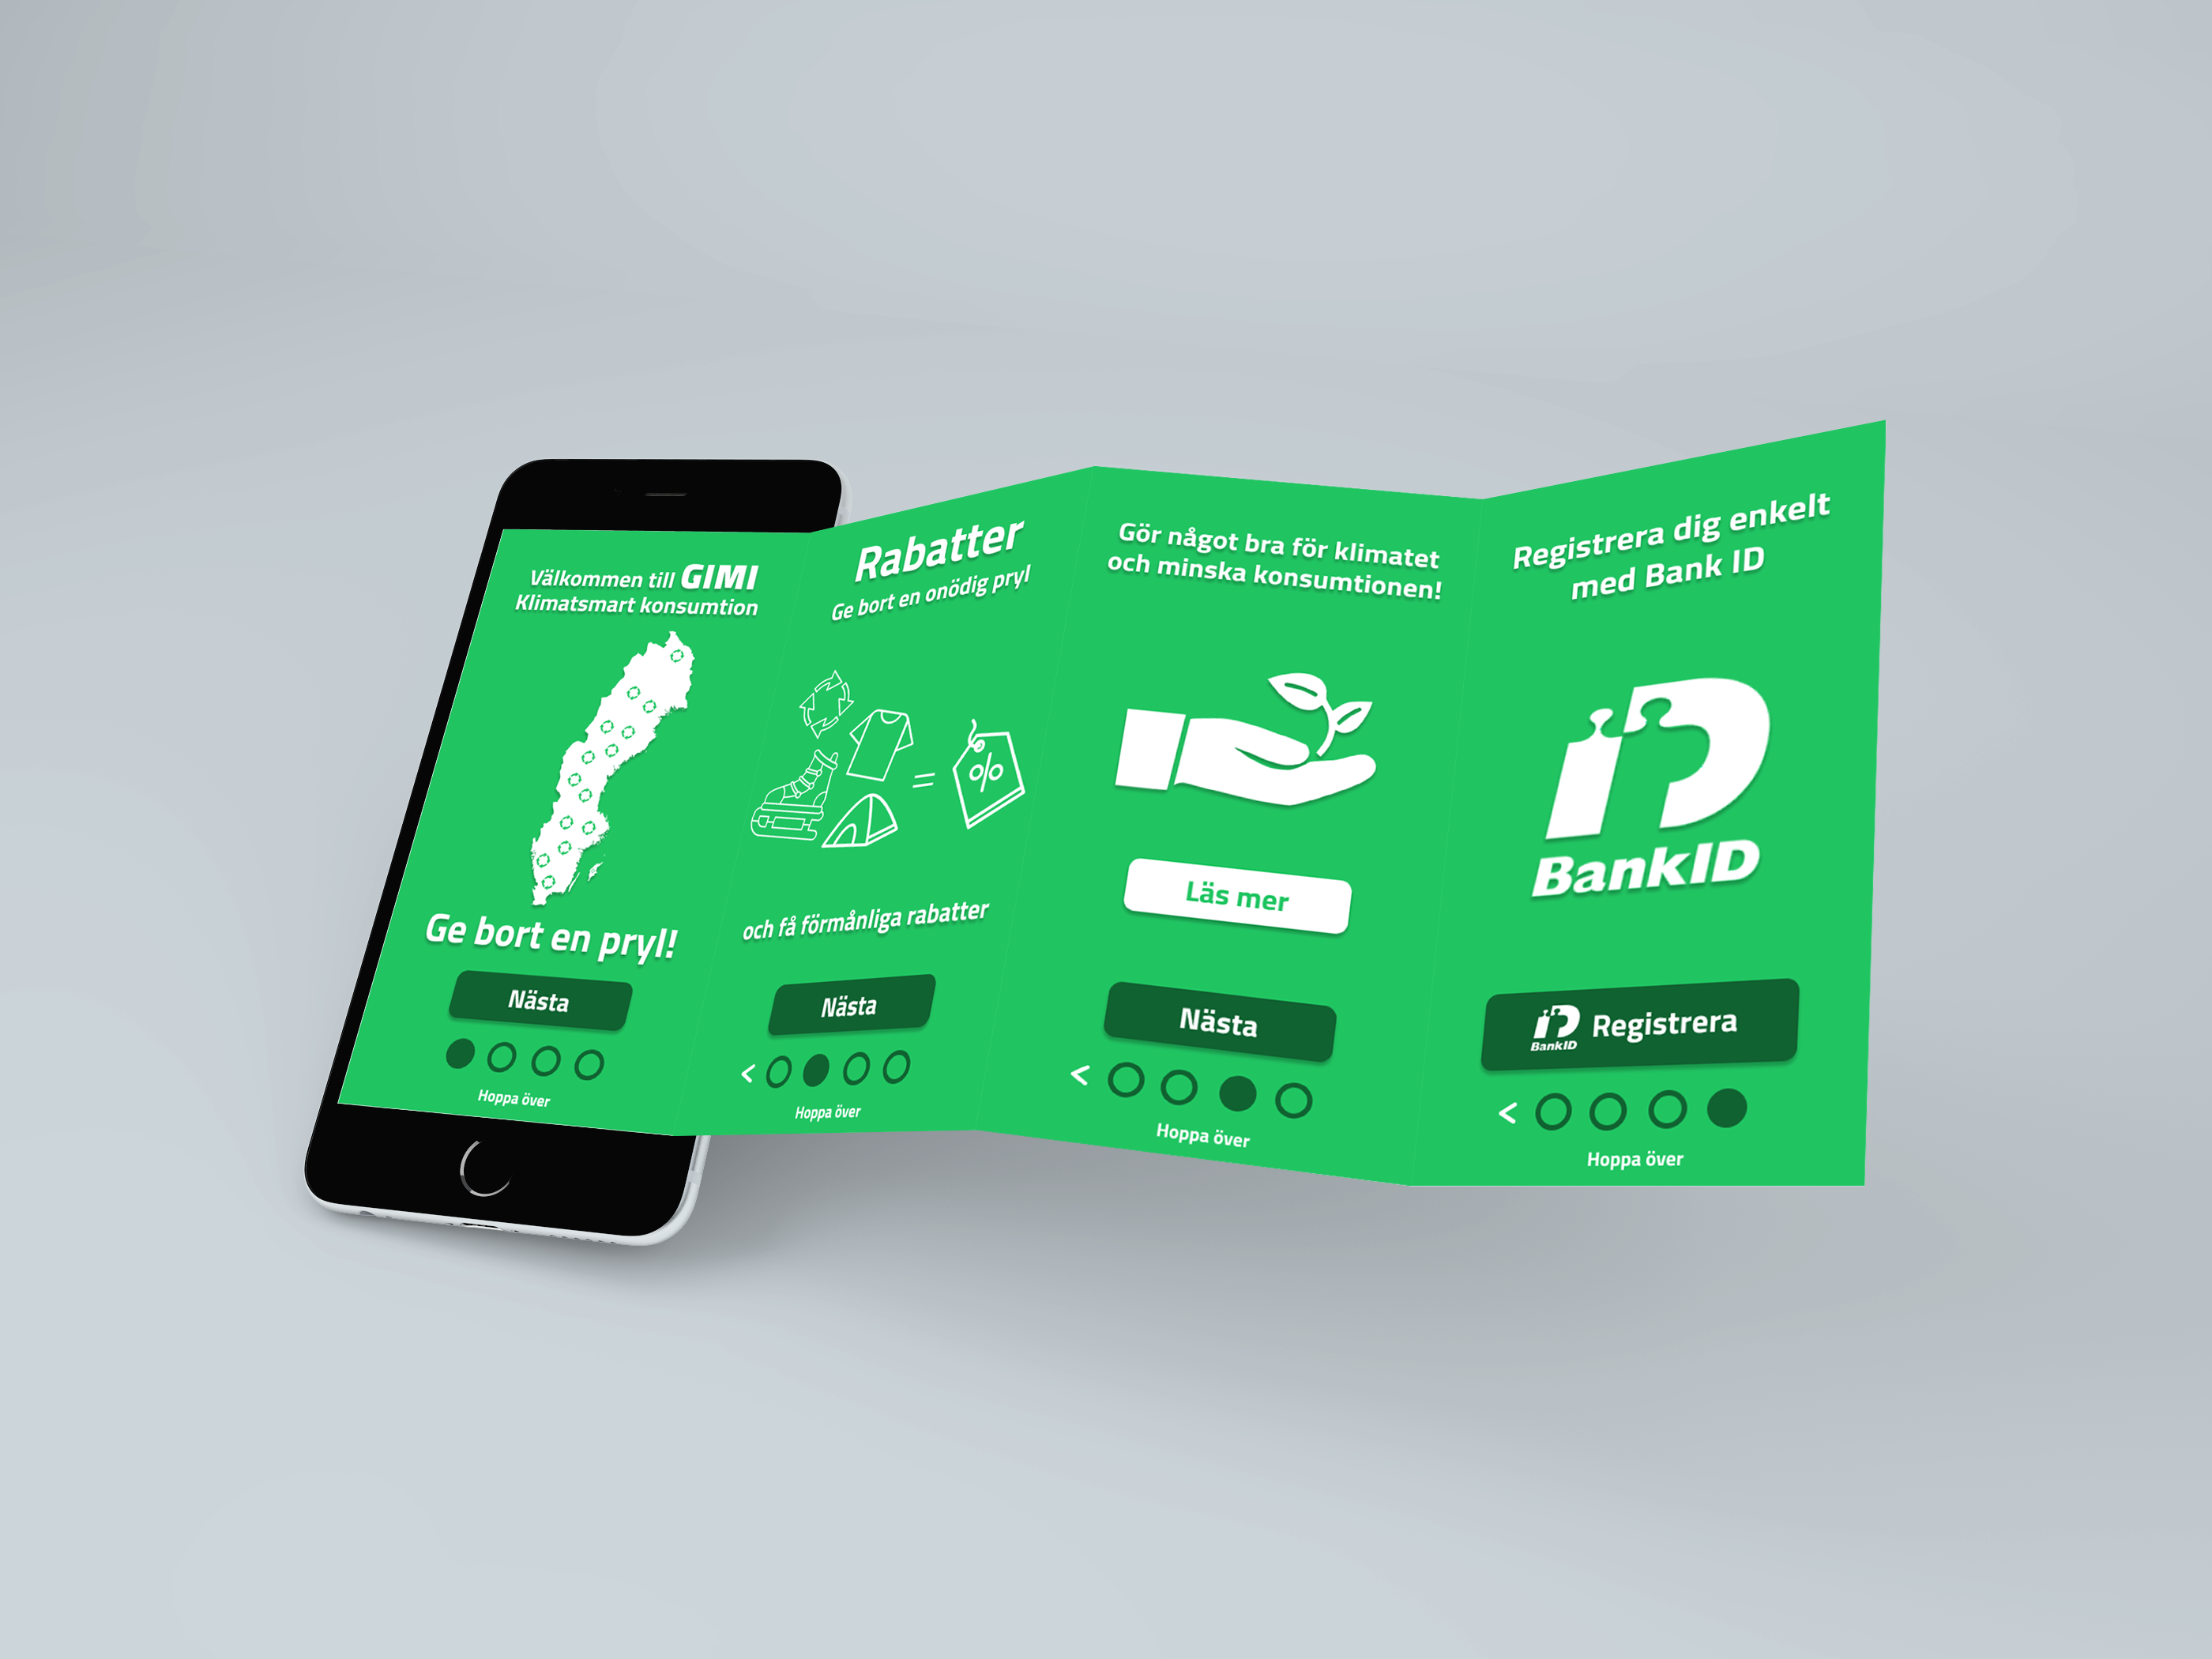 Välkommen till GIMI
Klimatsmart konsumtion
Ge bort en pryl!
Nästa
Hoppa över
Rabatter
Ge bort en onödig pryl
=
%
och få förmånliga rabatter
Nästa
<
Hoppa över
Gör något bra för klimatet
och minska konsumtionen!
Läs mer
Nästa
<
Hoppa över
Registrera dig enkelt
med Bank ID
iD
BankID
iD BankID Registrera
<
Hoppa över